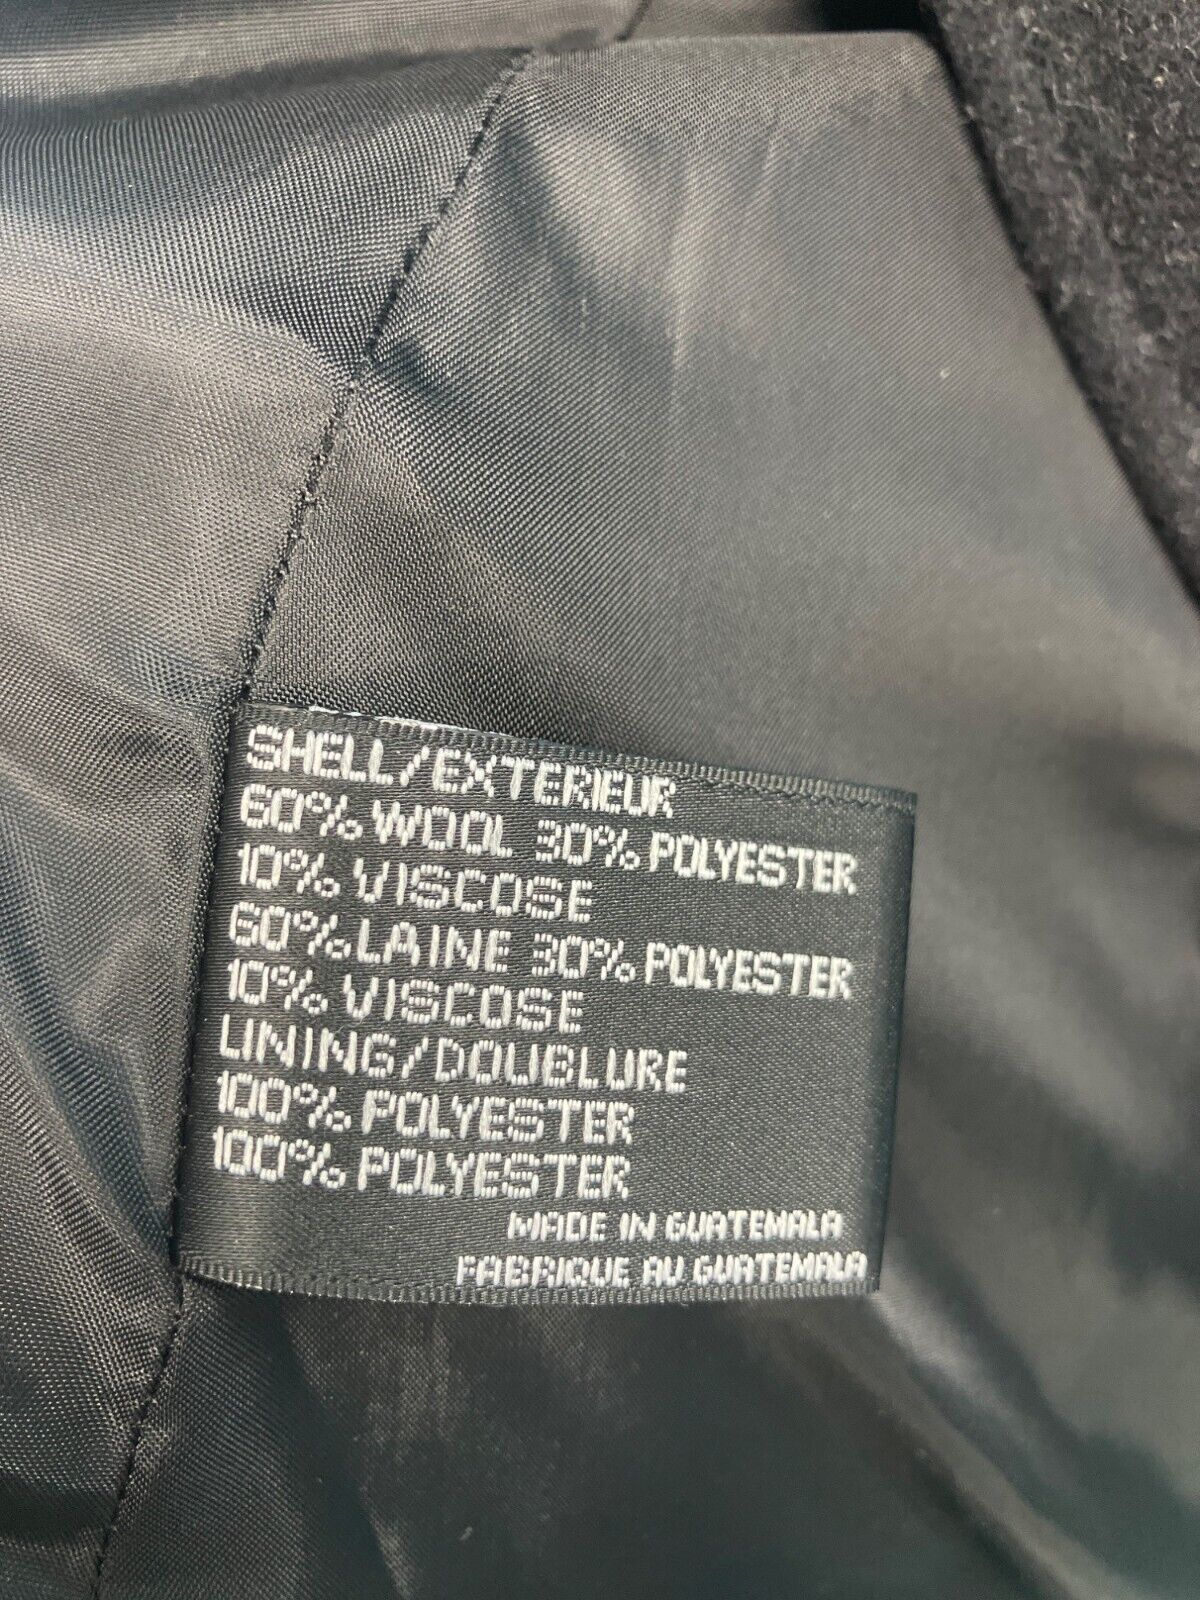 SHELL/EXTERIEUR
60% WOOL 30% POLYESTER
10% VISCOSE
60% LAINE 30% POLYESTER
10% VISCOSE
LINING/DOUBLURE
100% POLYESTER
100% POLYESTER
MADE IN GUATEMALA
FABRIQUE AU GUATEMALA